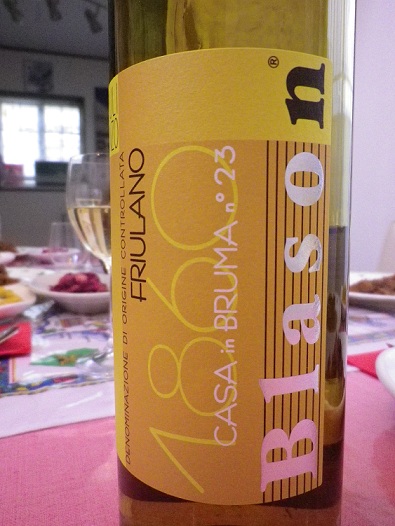 DENOMINAZIONE DI ORIGINE CONTROLLATA
FRIULANO
1860
CASA in BRUMA n° 23
Blason®